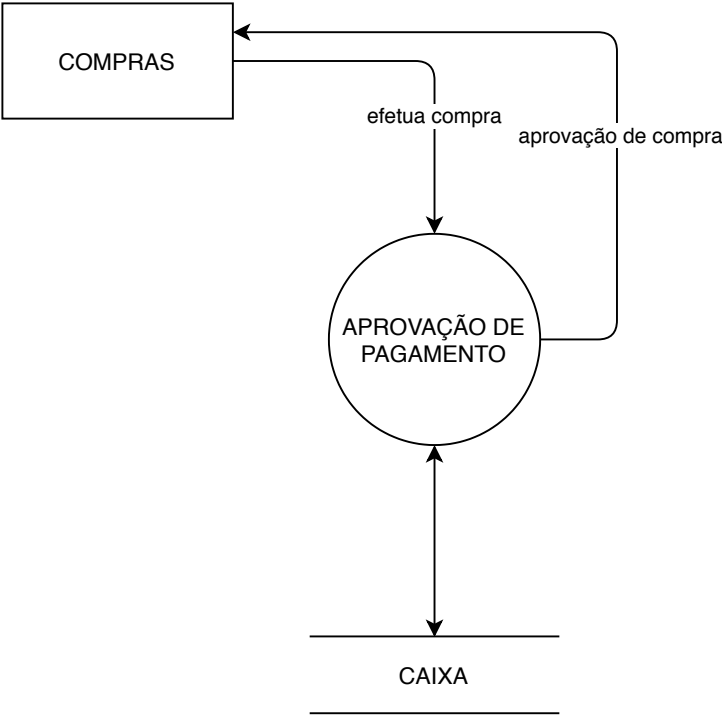 COMPRAS
efetua compra
aprovação de compra
APROVAÇÃO DE
PAGAMENTO
CAIXA